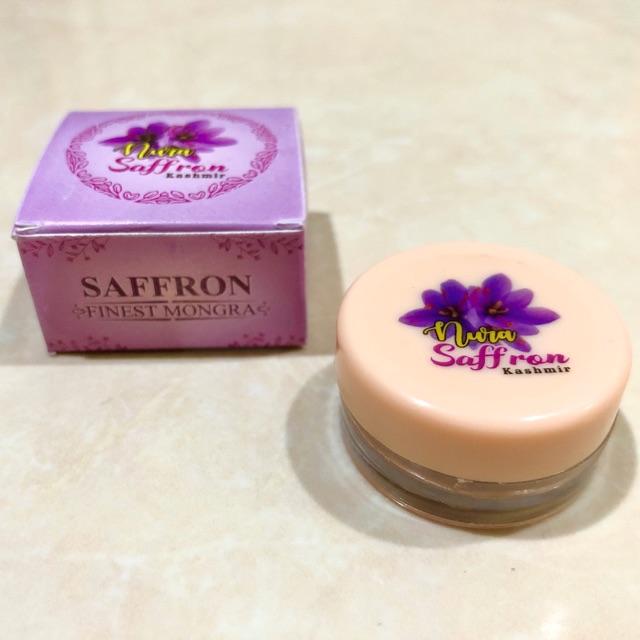 Nura
Saffron
Kashmir
SAFFRON
FINEST MONGRA
Nura
Saffron
Kashmir